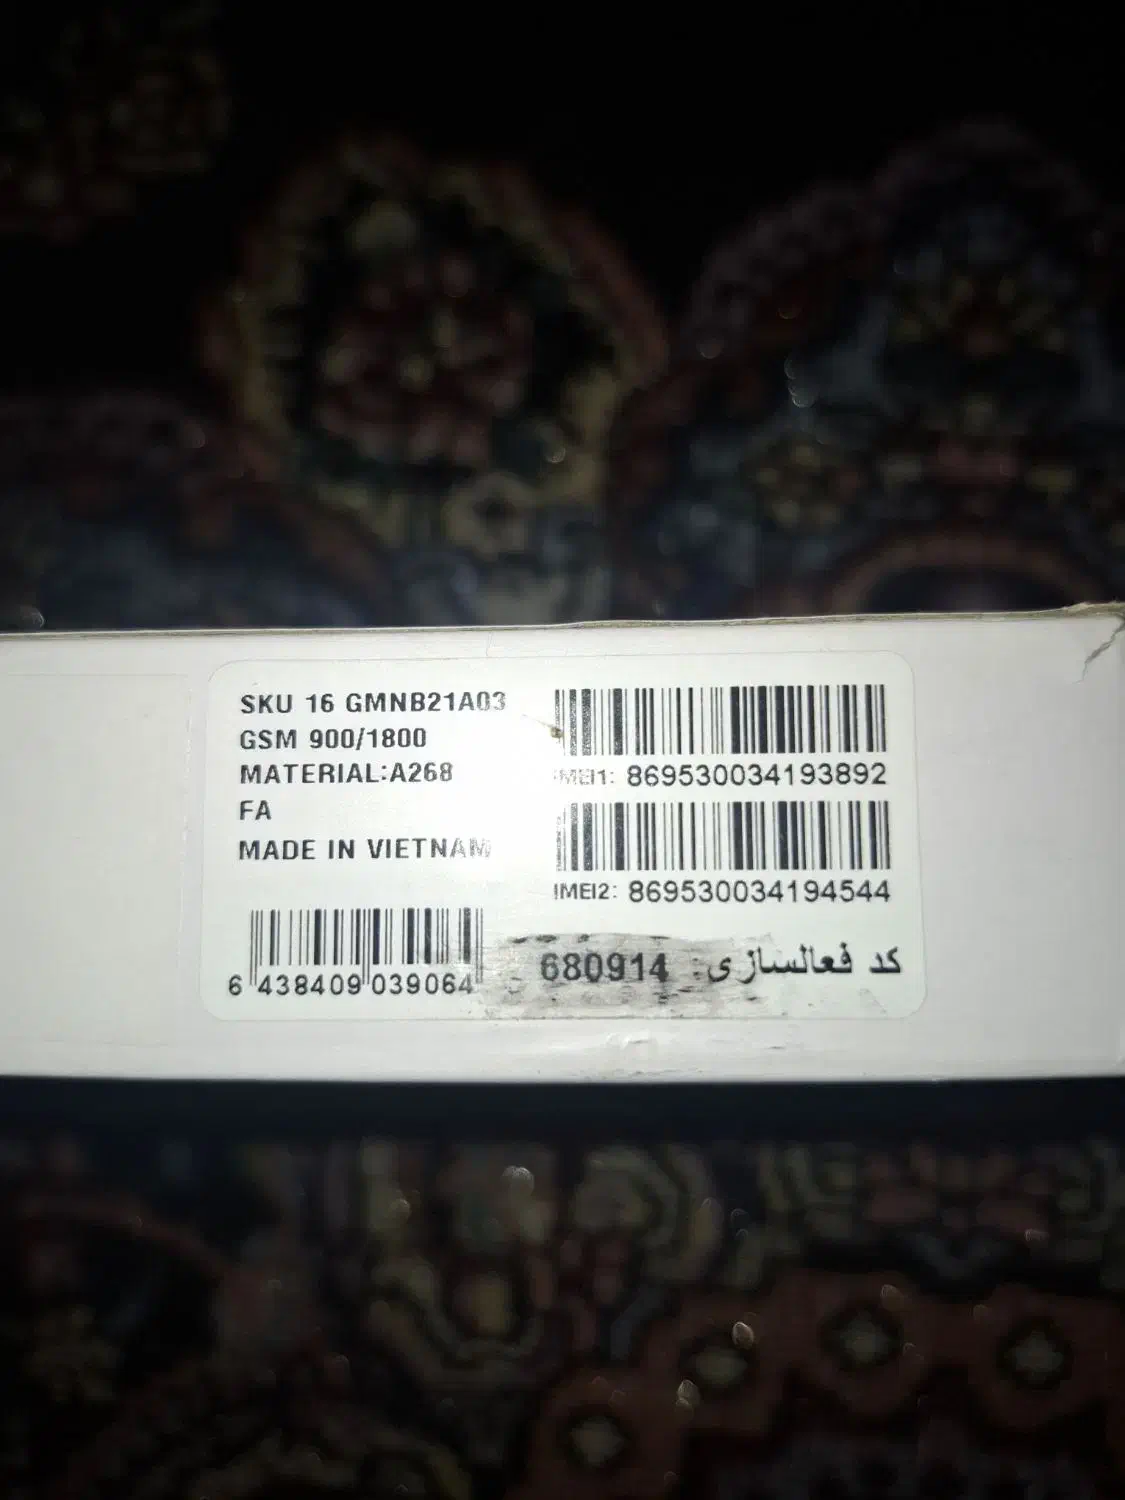 SKU 16 GMNB21A03
GSM 900/1800
MATERIAL:A268
FA
MADE IN VIETNAM
IMEI1: 869530034193892
IMEI2: 869530034194544
6 438409 039064
کد فعالسازی: 680914